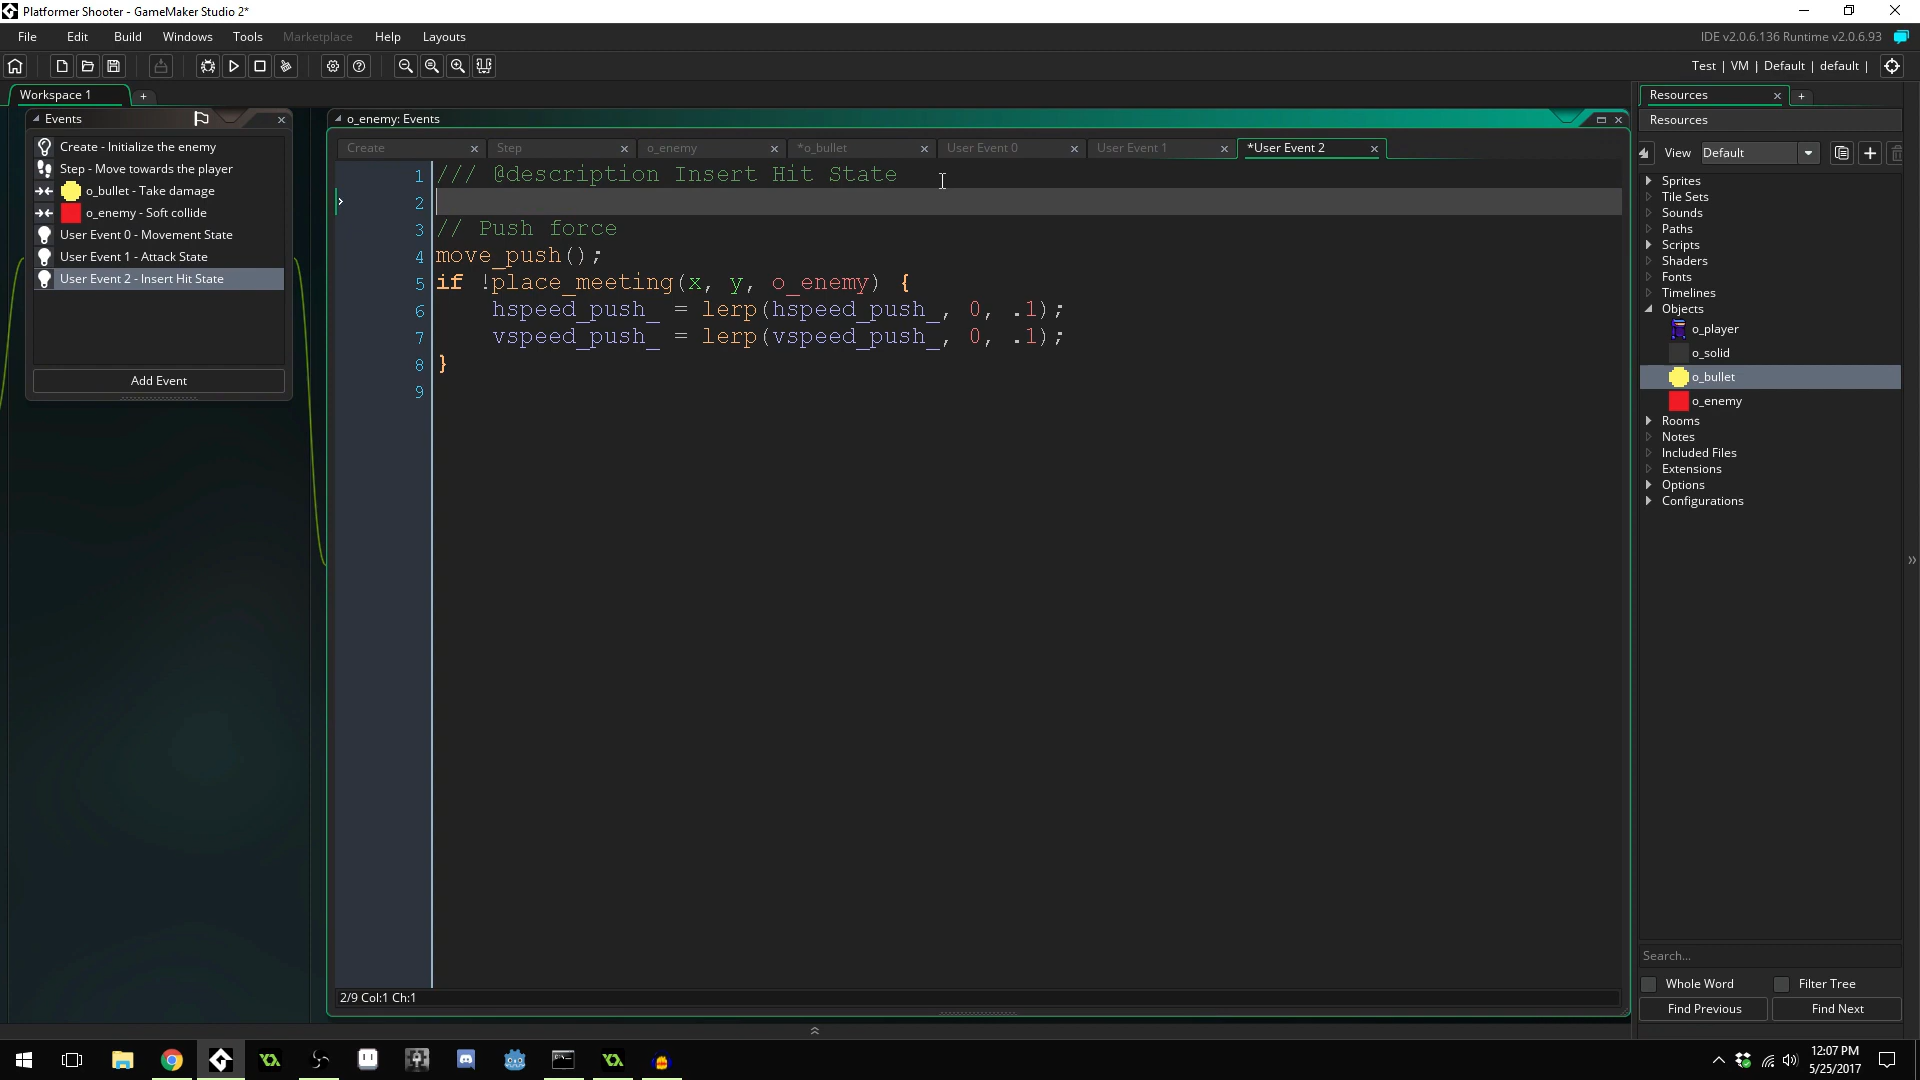 Platformer Shooter - GameMaker Studio 2*
File Edit Build Windows Tools Marketplace Help Layouts
IDE v2.0.6.136 Runtime v2.0.6.93
Test | VM | Default | default |
Workspace 1 +
Events
Create - Initialize the enemy
Step - Move towards the player
o_bullet - Take damage
o_enemy - Soft collide
User Event 0 - Movement State
User Event 1 - Attack State
User Event 2 - Insert Hit State
Add Event
o_enemy: Events
Create Step o_enemy *o_bullet User Event 0 User Event 1 *User Event 2
1 /// @description Insert Hit State
2
3 // Push force
4 move_push();
5 if !place_meeting(x, y, o_enemy) {
6 hspeed_push_ = lerp(hspeed_push_, 0, .1);
7 vspeed_push_ = lerp(vspeed_push_, 0, .1);
8 }
9
2/9 Col:1 Ch:1
Resources
Resources
View Default
Sprites
Tile Sets
Sounds
Paths
Scripts
Shaders
Fonts
Timelines
Objects
o_player
o_solid
o_bullet
o_enemy
Rooms
Notes
Included Files
Extensions
Options
Configurations
Search...
Whole Word Filter Tree
Find Previous Find Next
12:07 PM
5/25/2017